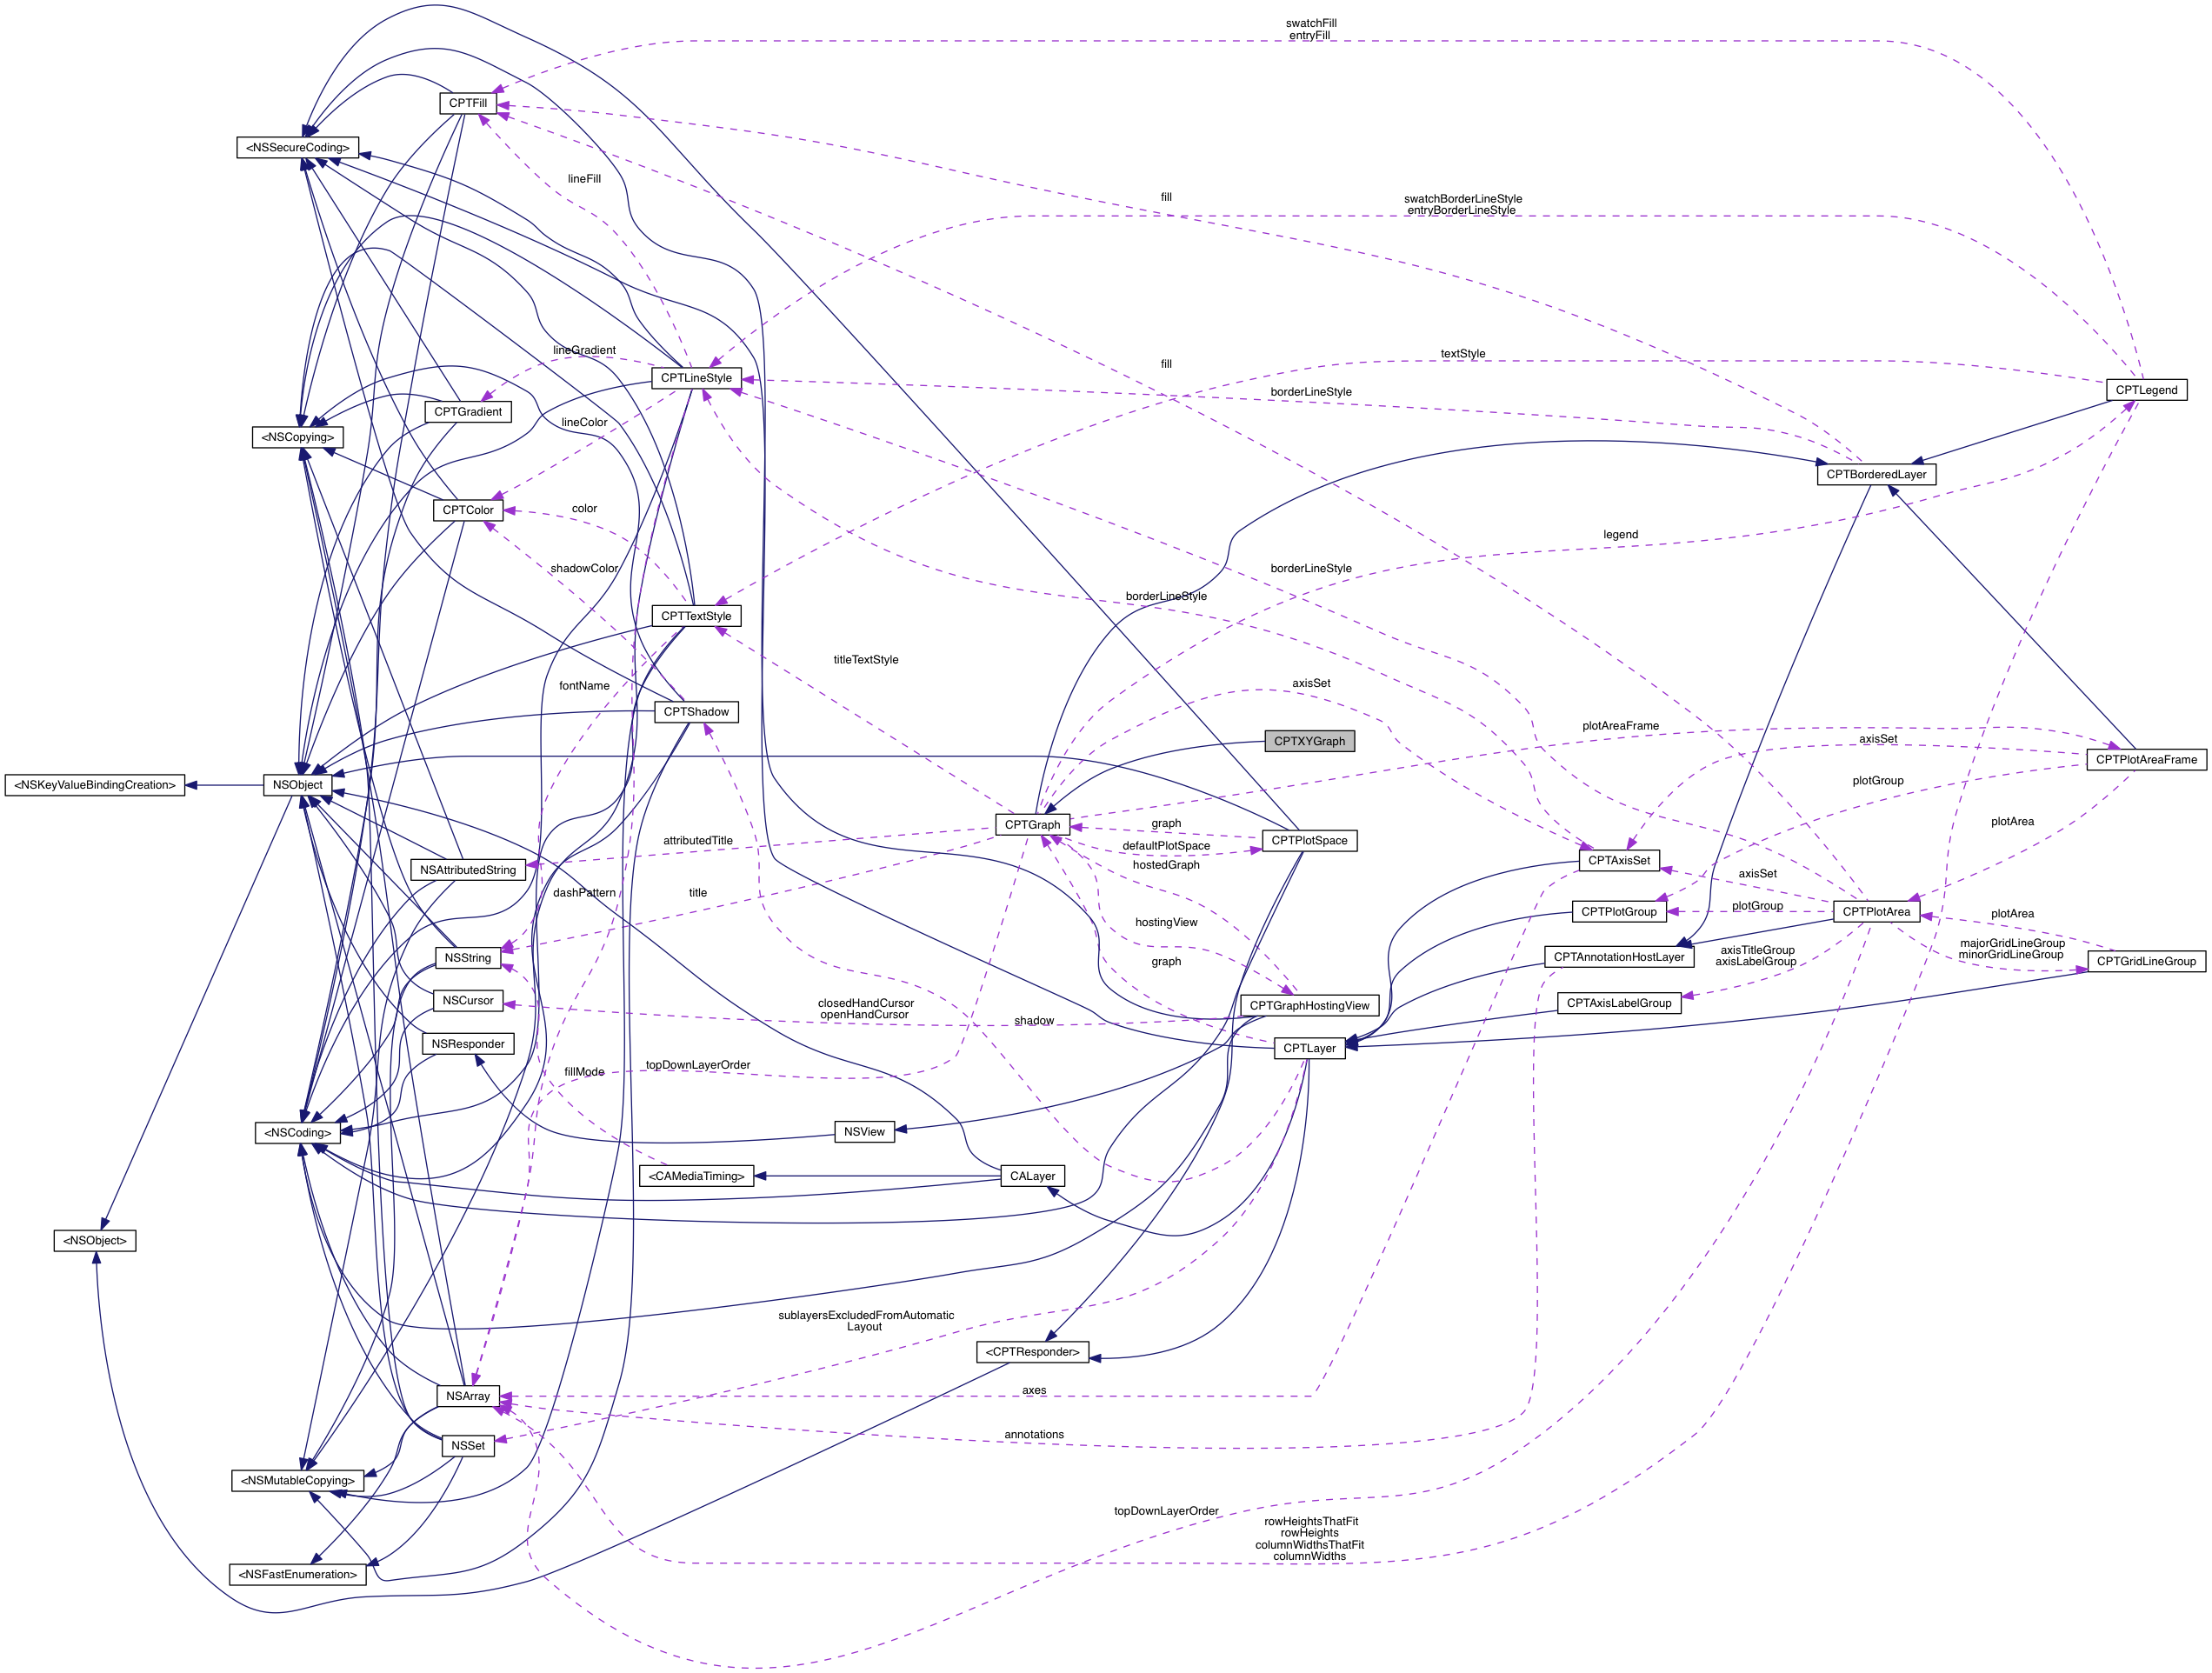 swatchFill
entryFill
CPTFill
<NSSecureCoding>
lineFill
fill
swatchBorderLineStyle
entryBorderLineStyle
lineGradient
textStyle
fill
CPTLineStyle
borderLineStyle
CPTLegend
CPTGradient
lineColor
<NSCopying>
CPTBorderedLayer
CPTColor
color
legend
shadowColor
borderLineStyle
borderLineStyle
CPTTextStyle
titleTextStyle
fontName
axisSet
CPTShadow
plotAreaFrame
CPTXYGraph
axisSet
CPTPlotAreaFrame
<NSKeyValueBindingCreation>
NSObject
plotGroup
CPTGraph
graph
plotArea
attributedTitle
defaultPlotSpace
CPTPlotSpace
CPTAxisSet
hostedGraph
NSAttributedString
axisSet
dashPattern
title
plotGroup
CPTPlotGroup
CPTPlotArea
plotArea
hostingView
majorGridLineGroup
minorGridLineGroup
axisTitleGroup
axisLabelGroup
NSString
CPTAnnotationHostLayer
graph
CPTGridLineGroup
NSCursor
closedHandCursor
openHandCursor
CPTGraphHostingView
CPTAxisLabelGroup
shadow
NSResponder
CPTLayer
fillMode
topDownLayerOrder
<NSCoding>
NSView
<CAMediaTiming>
CALayer
<NSObject>
sublayersExcludedFromAutomatic
Layout
<CPTResponder>
NSArray
axes
annotations
NSSet
<NSMutableCopying>
topDownLayerOrder
rowHeightsThatFit
rowHeights
columnWidthsThatFit
columnWidths
<NSFastEnumeration>